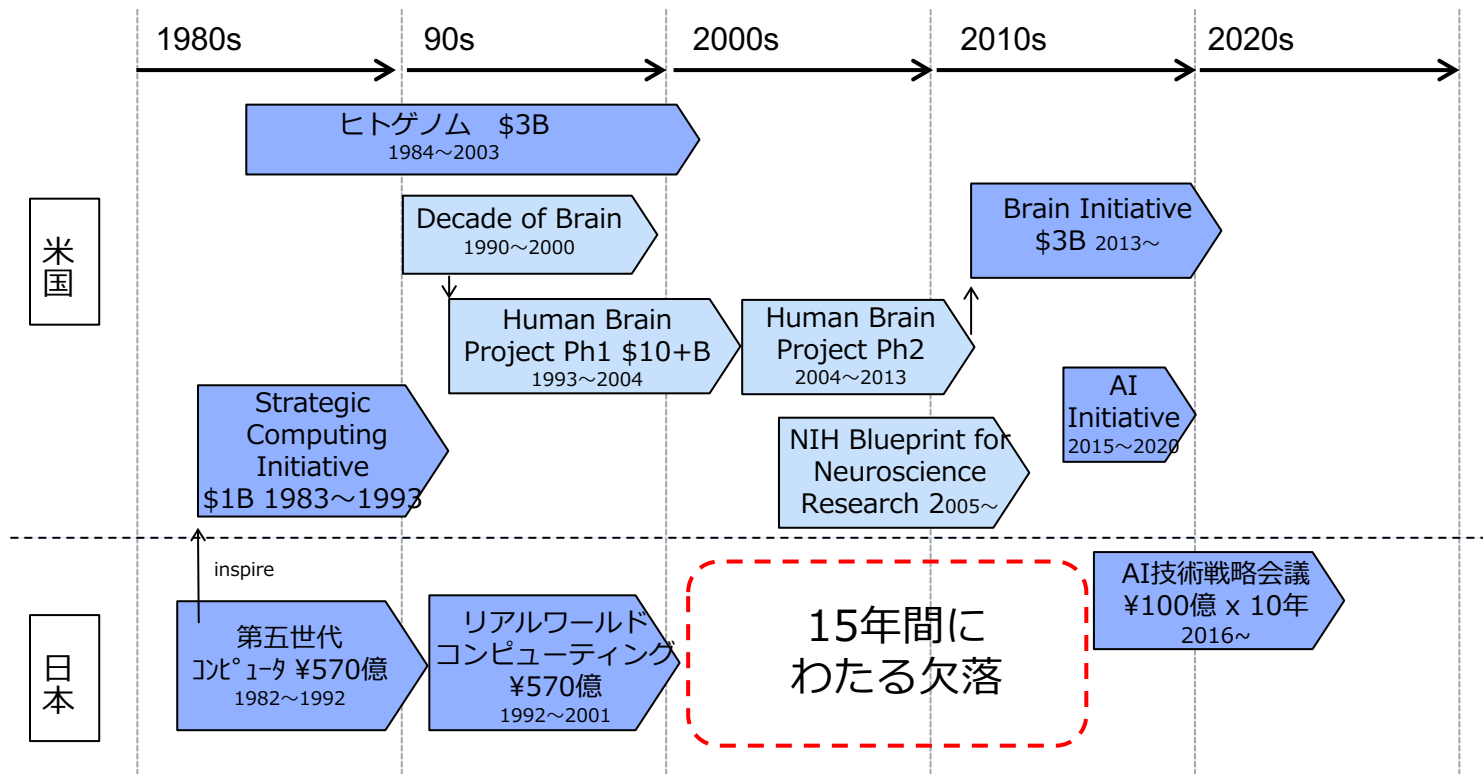 1980s
90s
2000s
2010s
2020s
米国
ヒトゲノム　$3B
1984～2003
Decade of Brain
1990～2000
Brain Initiative
$3B 2013～
Human Brain
Project Ph1 $10+B
1993～2004
Human Brain
Project Ph2
2004～2013
Strategic
Computing
Initiative
$1B 1983～1993
AI
Initiative
2015～2020
NIH Blueprint for
Neuroscience
Research 2005～
inspire
日本
第五世代
ｺﾝﾋﾟｭｰﾀ ¥570億
1982～1992
リアルワールド
コンピューティング
¥570億
1992～2001
15年間に
わたる欠落
AI技術戦略会議
¥100億 x 10年
2016~